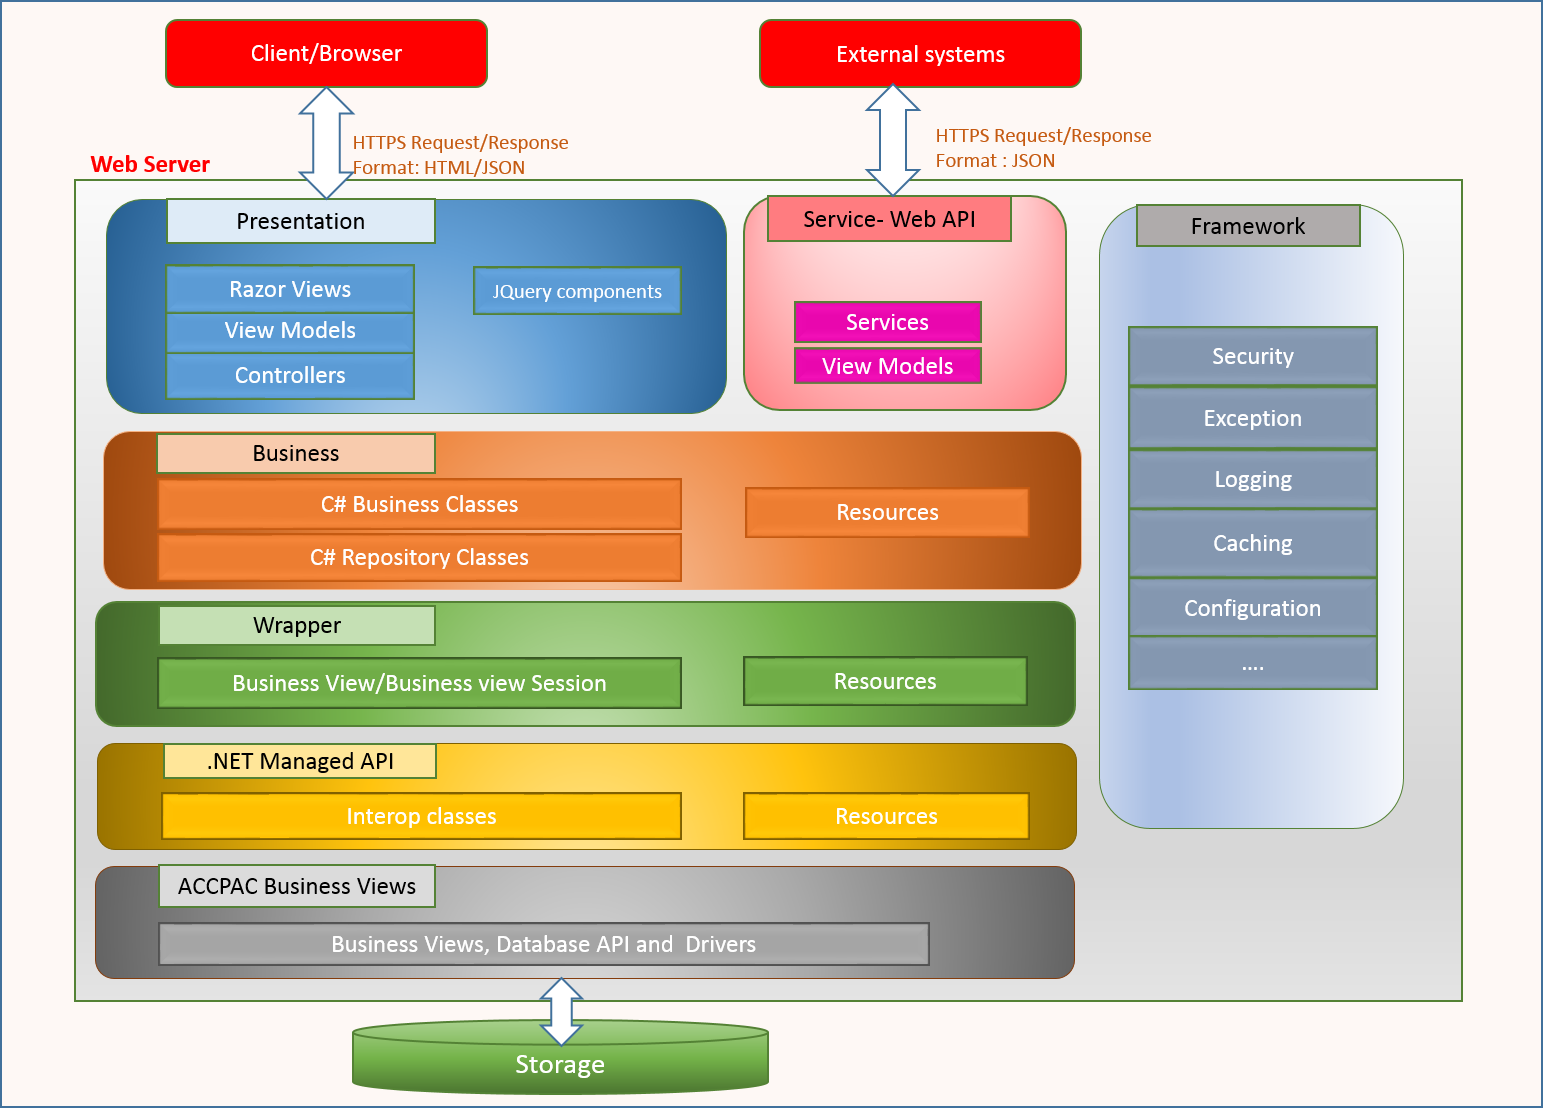 Client/Browser
External systems
HTTPS Request/Response
Format: HTML/JSON
HTTPS Request/Response
Format : JSON
Web Server
Presentation
Razor Views
View Models
Controllers
JQuery components
Service- Web API
Services
View Models
Framework
Security
Exception
Logging
Caching
Configuration
....
Business
C# Business Classes
C# Repository Classes
Resources
Wrapper
Business View/Business view Session
Resources
.NET Managed API
Interop classes
Resources
ACCPAC Business Views
Business Views, Database API and  Drivers
Storage